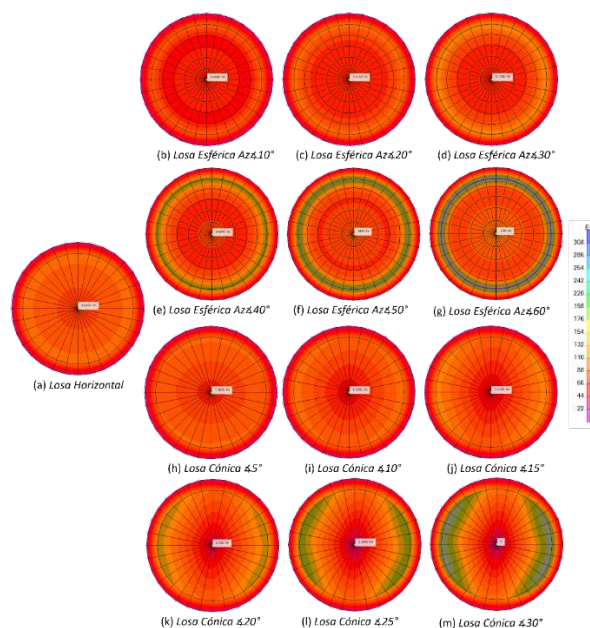 (b) Losa Esférica Az∡10°
(c) Losa Esférica Az∡20°
(d) Losa Esférica Az∡30°
(e) Losa Esférica Az∡40°
(f) Losa Esférica Az∡50°
(g) Losa Esférica Az∡60°
(a) Losa Horizontal
(h) Losa Cónica ∡5°
(i) Losa Cónica ∡10°
(j) Losa Cónica ∡15°
(k) Losa Cónica ∡20°
(l) Losa Cónica ∡25°
(m) Losa Cónica ∡30°
308.
286.
264.
242.
220.
198.
176.
154.
132.
110.
88.
66.
44.
22.